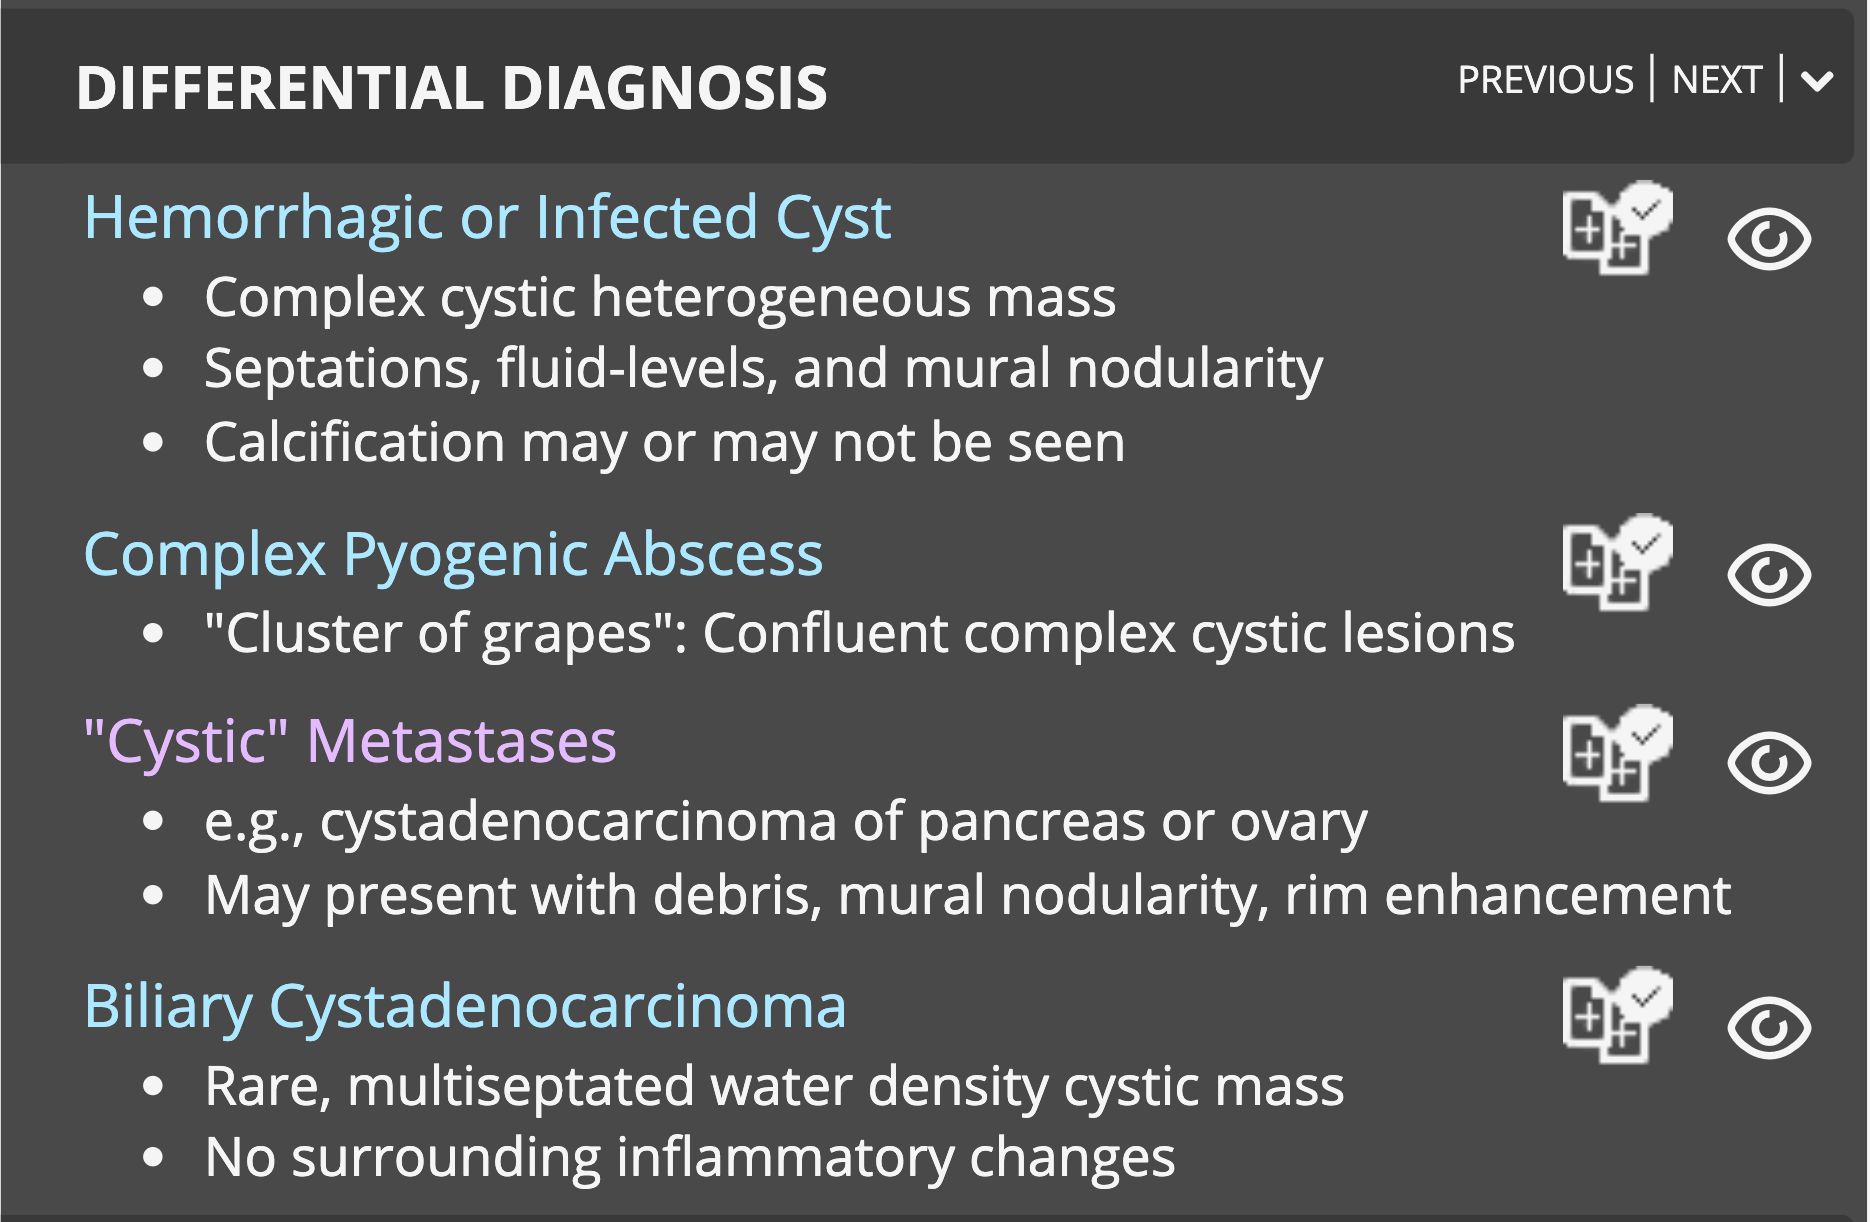 DIFFERENTIAL DIAGNOSIS
PREVIOUS | NEXT |
Hemorrhagic or Infected Cyst
• Complex cystic heterogeneous mass
• Septations, fluid-levels, and mural nodularity
• Calcification may or may not be seen
Complex Pyogenic Abscess
• "Cluster of grapes": Confluent complex cystic lesions
"Cystic" Metastases
• e.g., cystadenocarcinoma of pancreas or ovary
• May present with debris, mural nodularity, rim enhancement
Biliary Cystadenocarcinoma
• Rare, multiseptated water density cystic mass
• No surrounding inflammatory changes